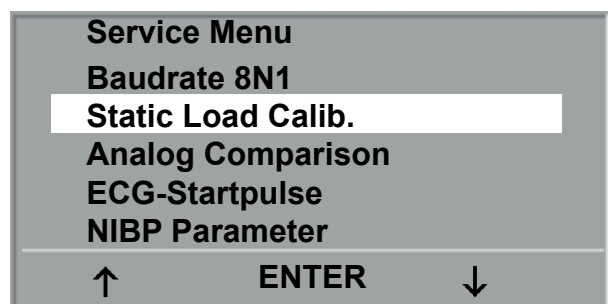 Service Menu
Baudrate 8N1
Static Load Calib.
Analog Comparison
ECG-Startpulse
NIBP Parameter
↑ ENTER ↓